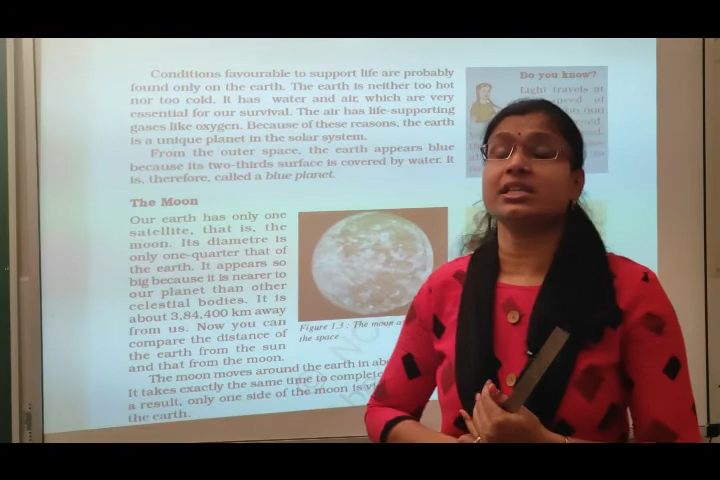 Conditions favourable to support life are probably
found only on the earth. The earth is neither too hot
nor too cold. It has water and air, which are very
essential for our survival. The air has life-supporting
gases like oxygen. Because of these reasons, the earth
is a unique planet in the solar system.
From the outer space, the earth appears blue
because its two-thirds surface is covered by water. It
is, therefore, called a blue planet.
The Moon
Our earth has only one
satellite, that is, the
moon. Its diametre is
only one-quarter that of
the earth. It appears so
big because it is nearer to
our planet than other
celestial bodies. It is
about 3,84,400 km away
from us. Now you can
compare the distance of
the earth from the sun
and that from the moon.
The moon moves around the earth in
It takes exactly the same time to complete
a result, only one side of the moon is
the earth.
Figure 1.3 : The moon
the space
Do you know?
Light travels at
of